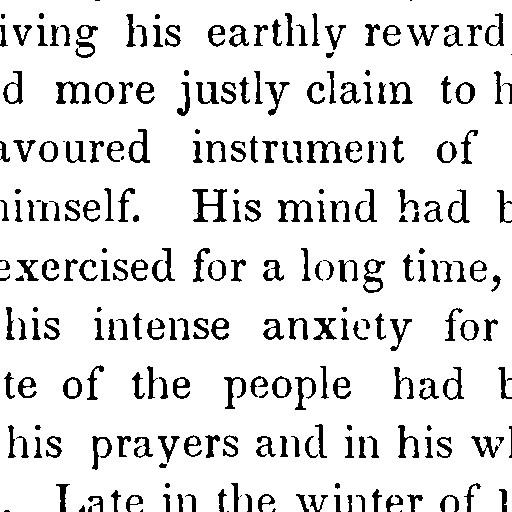 iving his earthly reward,
d more justly claim to h
avoured instrument of
himself. His mind had b
exercised for a long time,
his intense anxiety for
te of the people had b
his prayers and in his wh
. Late in the winter of 1